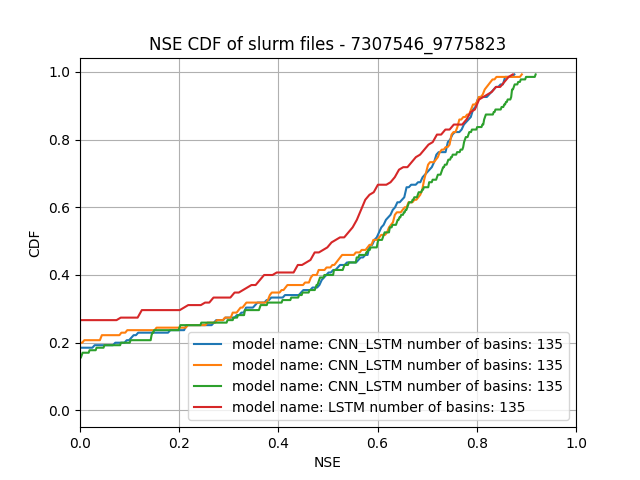 NSE CDF of slurm files - 7307546_9775823
CDF
1.0
0.8
0.6
0.4
0.2
0.0
model name: CNN_LSTM number of basins: 135
model name: CNN_LSTM number of basins: 135
model name: CNN_LSTM number of basins: 135
model name: LSTM number of basins: 135
0.0 0.2 0.4 0.6 0.8 1.0
NSE